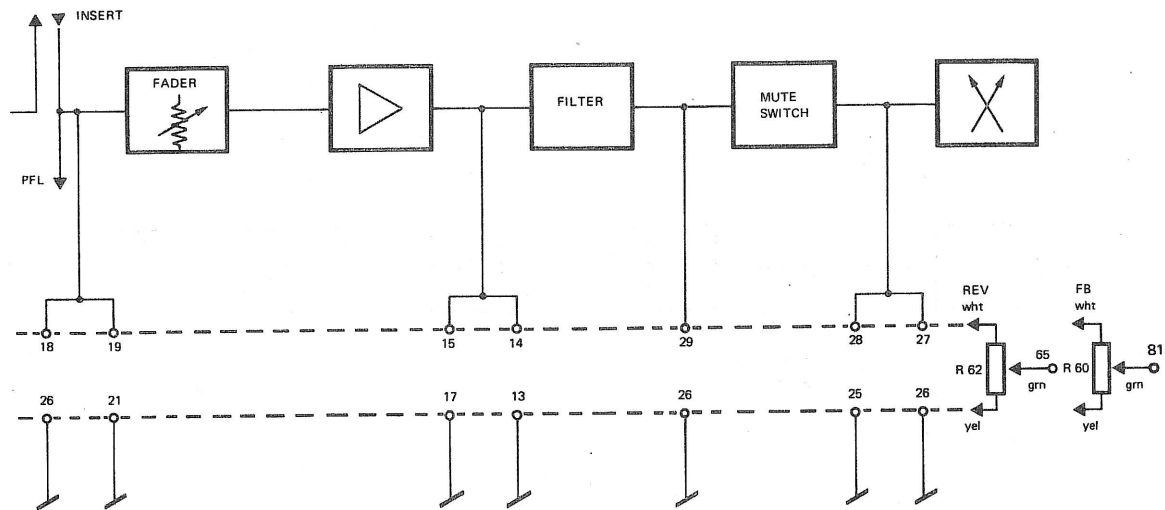 INSERT
FADER
FILTER
MUTE
SWITCH
PFL
REV
wht
FB
wht
18
19
15
14
29
28
27
R 62
65
grn
R 60
81
grn
26
21
17
13
26
25
26
yel
yel